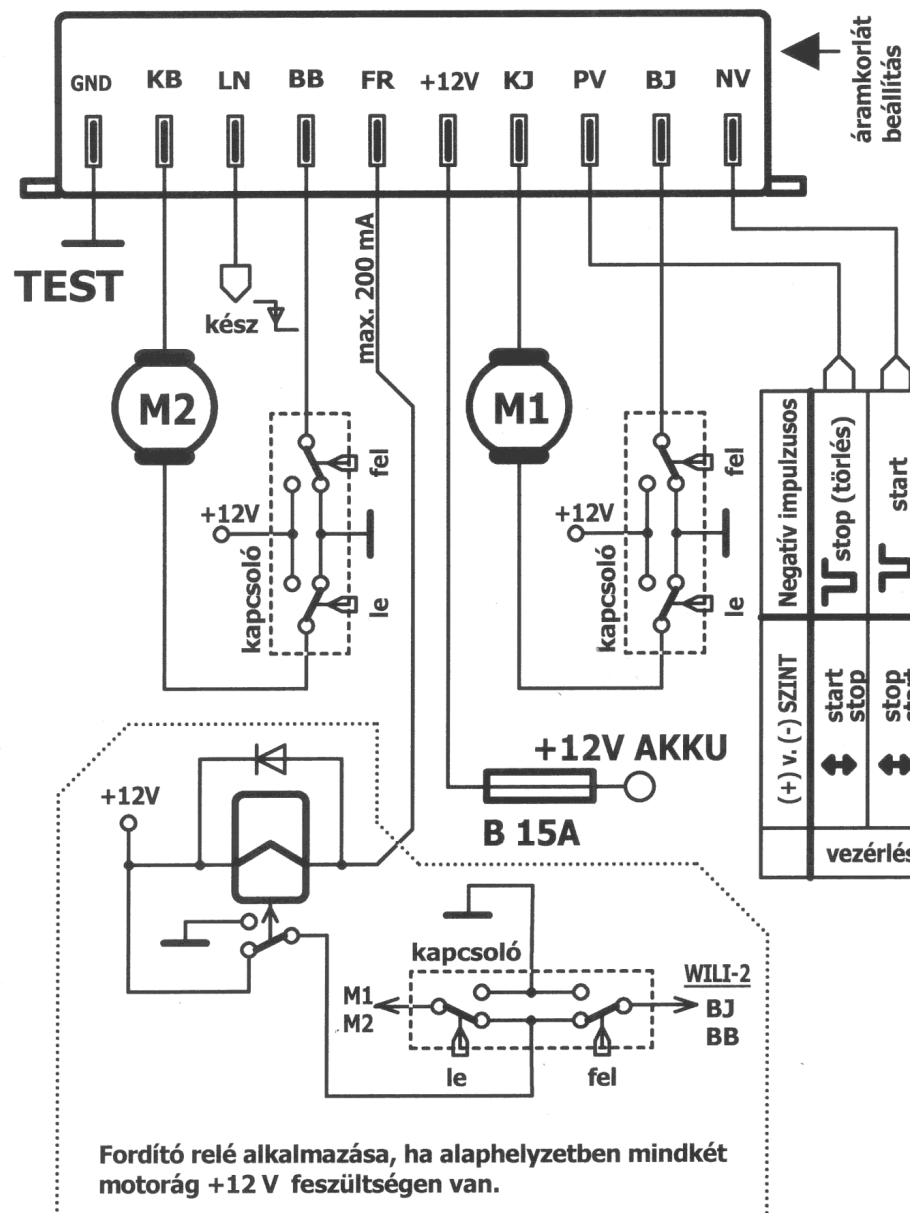 GND KB LN BB FR +12V KJ PV BJ NV
áramkorlát
beállítás
TEST
kész
max. 200 mA
M2
M1
fel
+12V
kapcsoló
le
fel
+12V
kapcsoló
le
Negatív impulzusos
stop (törlés)
start
(+) v. (-) SZINT
start
stop
stop
start
vezérlés
+12V AKKU
B 15A
+12V
kapcsoló
M1
M2
WILI-2
BJ
BB
le
fel
Fordító relé alkalmazása, ha alaphelyzetben mindkét
motorág +12 V feszültségen van.